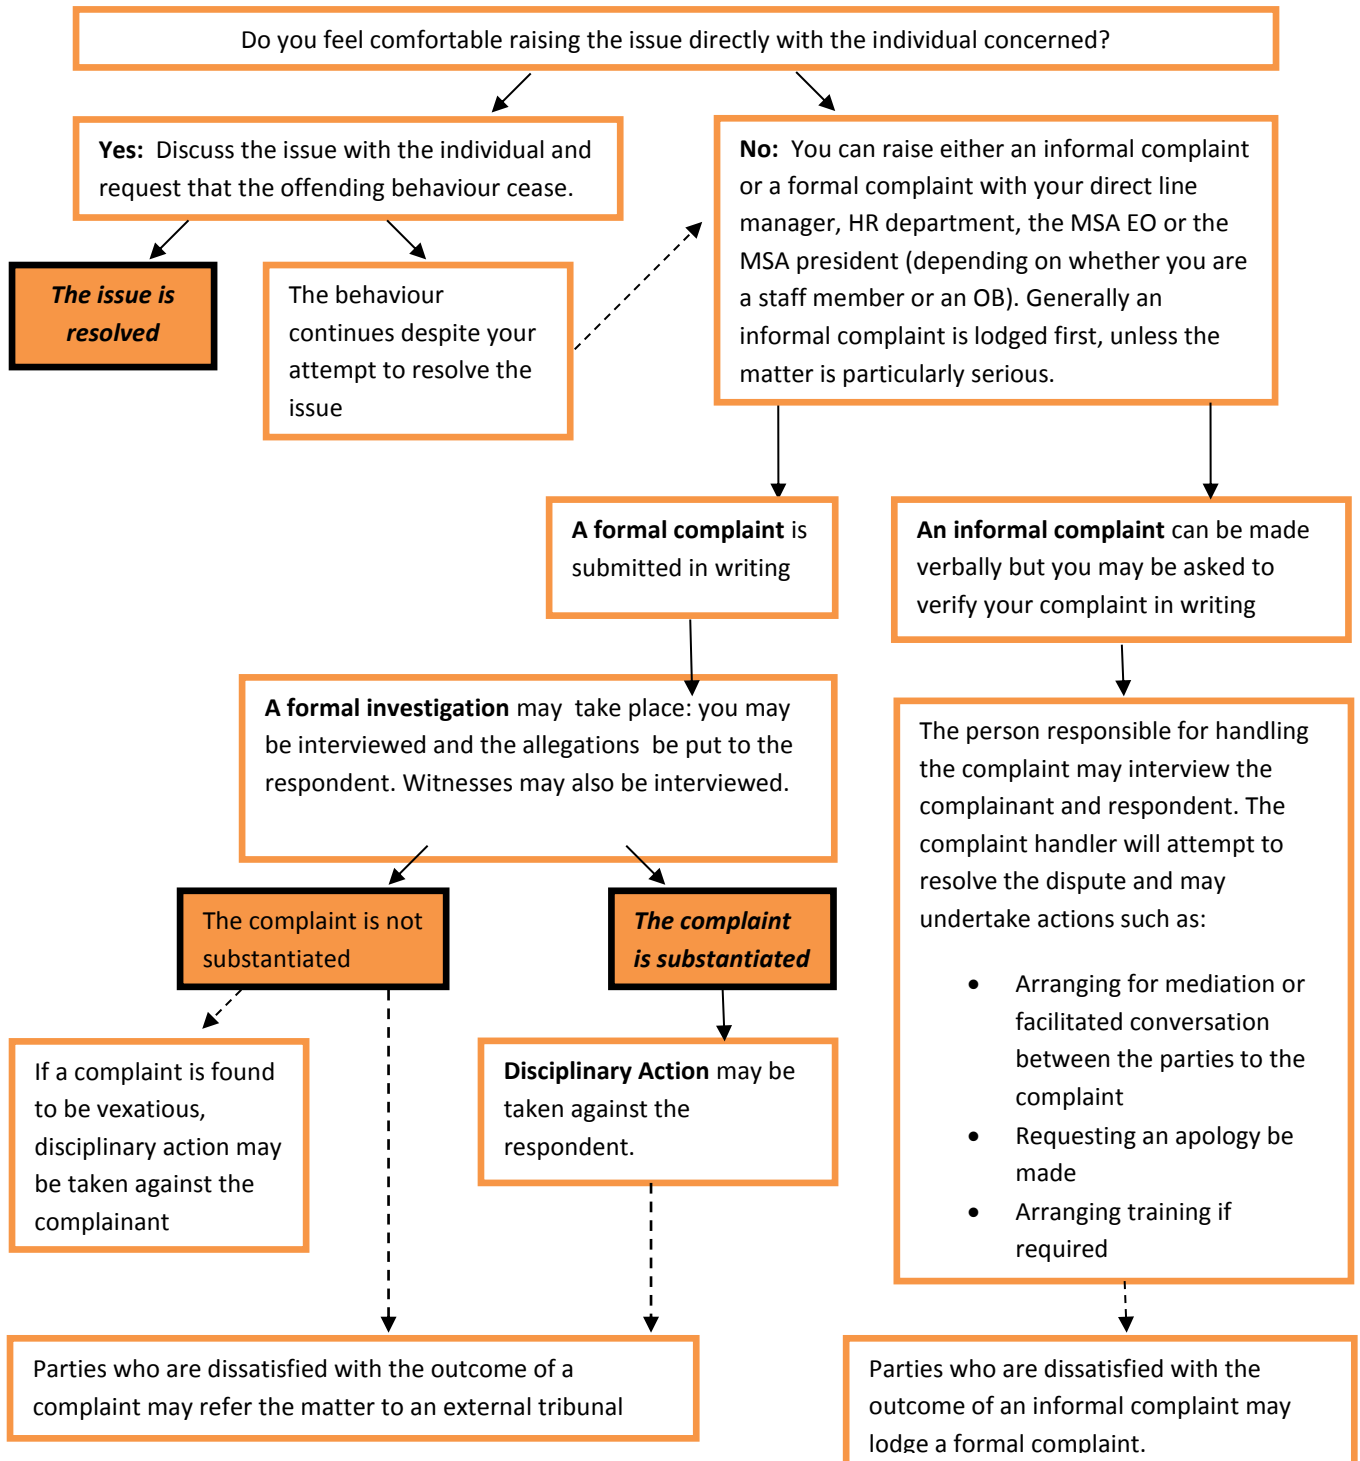 Do you feel comfortable raising the issue directly with the individual concerned?
Yes: Discuss the issue with the individual and
request that the offending behaviour cease.
No: You can raise either an informal complaint
or a formal complaint with your direct line
manager, HR department, the MSA EO or the
MSA president (depending on whether you are
a staff member or an OB). Generally an
informal complaint is lodged first, unless the
matter is particularly serious.
The issue is
resolved
The behaviour
continues despite your
attempt to resolve the
issue
A formal complaint is
submitted in writing
An informal complaint can be made
verbally but you may be asked to
verify your complaint in writing
A formal investigation may take place: you may
be interviewed and the allegations be put to the
respondent. Witnesses may also be interviewed.
The person responsible for handling
the complaint may interview the
complainant and respondent. The
complaint handler will attempt to
resolve the dispute and may
undertake actions such as:
• Arranging for mediation or
facilitated conversation
between the parties to the
complaint
• Requesting an apology be
made
• Arranging training if
required
The complaint is not
substantiated
The complaint
is substantiated
If a complaint is found
to be vexatious,
disciplinary action may
be taken against the
complainant
Disciplinary Action may be
taken against the
respondent.
Parties who are dissatisfied with the outcome of a
complaint may refer the matter to an external tribunal
Parties who are dissatisfied with the
outcome of an informal complaint may
lodge a formal complaint.